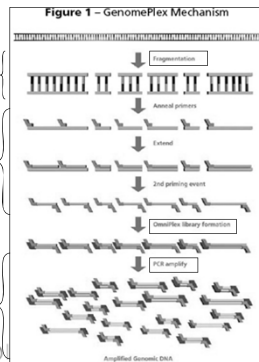 Figure 1 – GenomePlex Mechanism
Fragmentation
Anneal primers
Extend
2nd priming event
OmniPlex library formation
PCR amplify
Amplified Genomic DNA